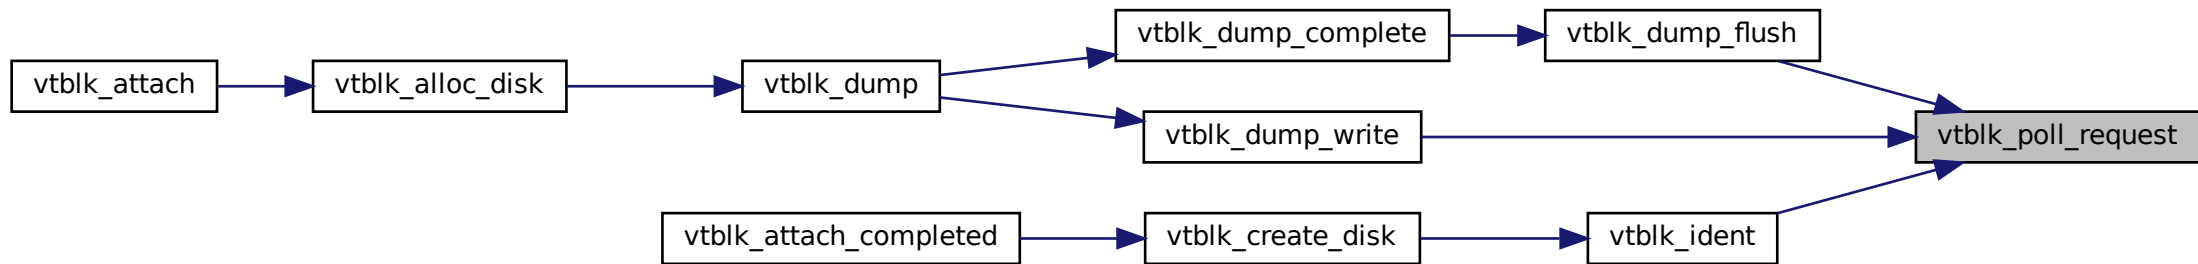 vtblk_attach
vtblk_alloc_disk
vtblk_dump
vtblk_dump_complete
vtblk_dump_flush
vtblk_dump_write
vtblk_poll_request
vtblk_attach_completed
vtblk_create_disk
vtblk_ident